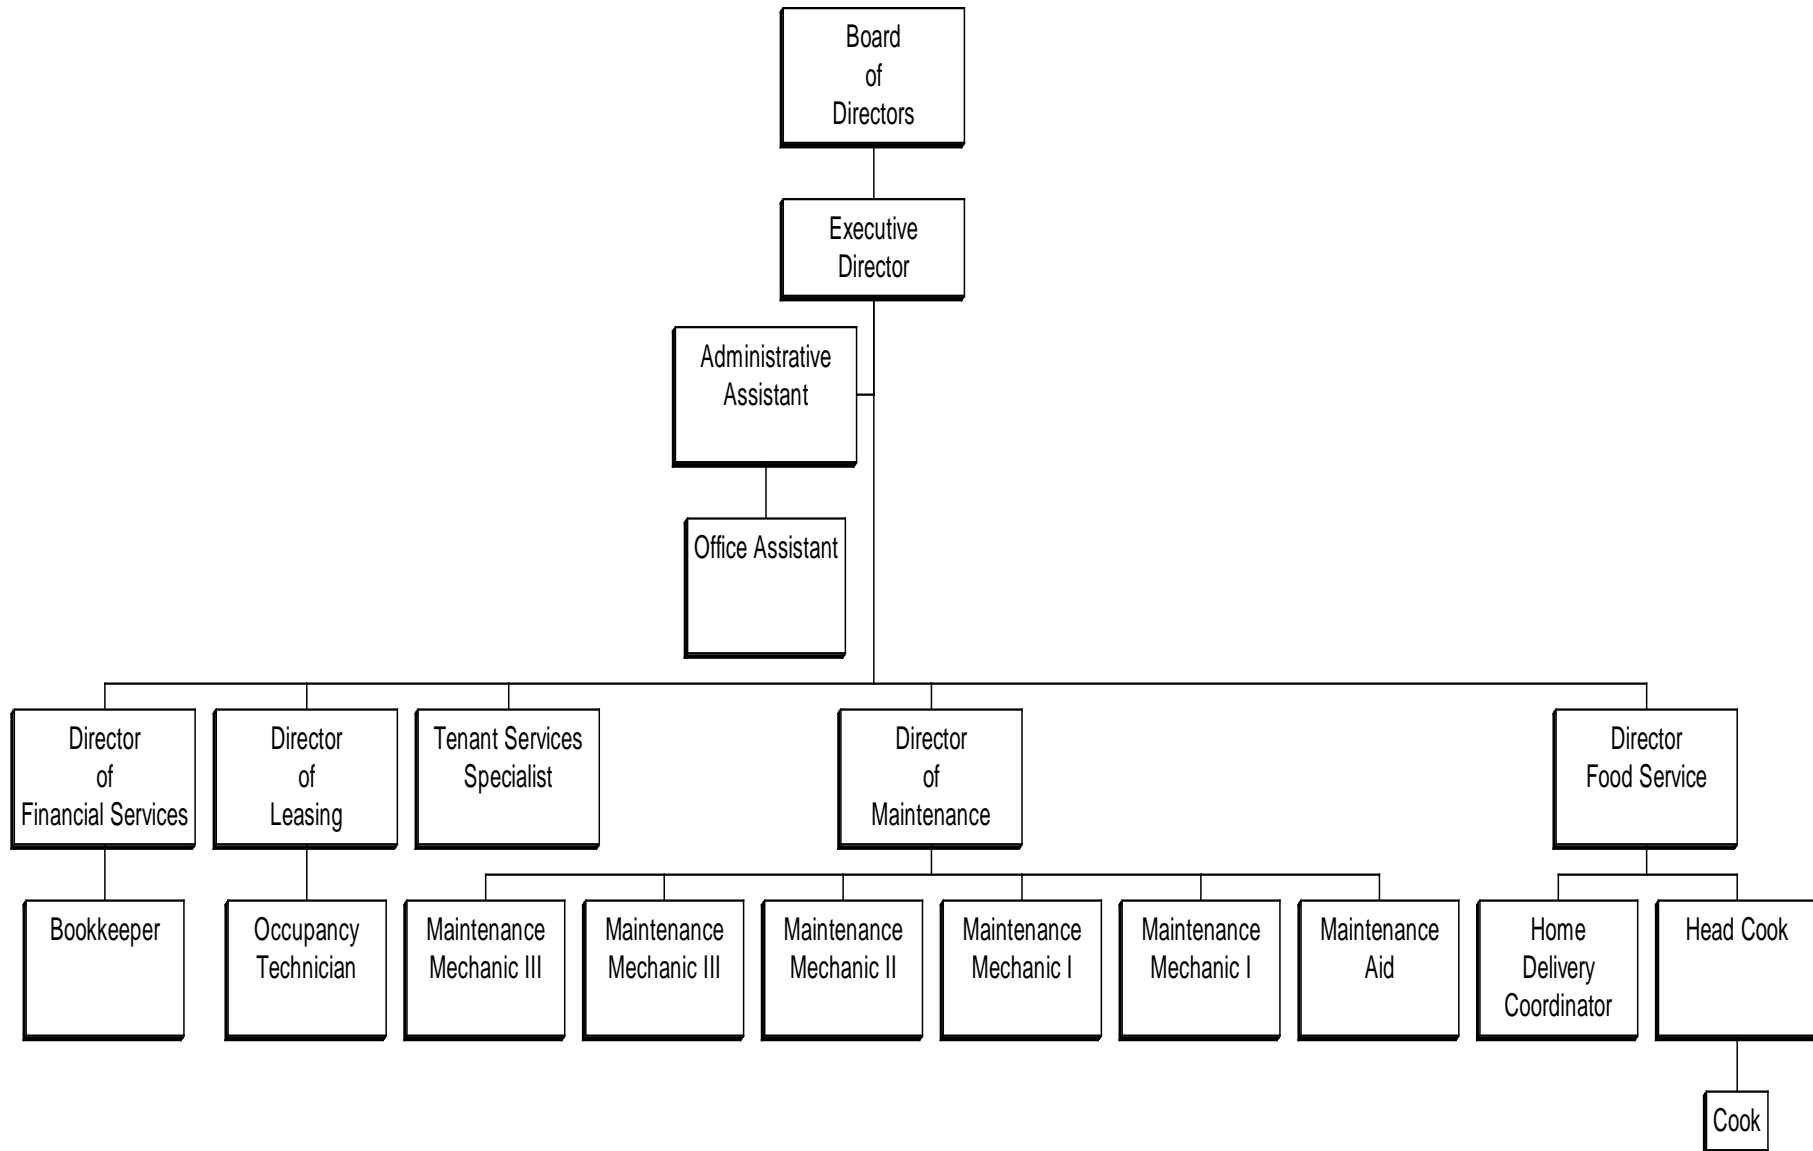 Board
of
Directors
Executive
Director
Administrative
Assistant
Office Assistant
Director
of
Financial Services
Director
of
Leasing
Tenant Services
Specialist
Director
of
Maintenance
Director
Food Service
Bookkeeper
Occupancy
Technician
Maintenance
Mechanic III
Maintenance
Mechanic III
Maintenance
Mechanic II
Maintenance
Mechanic I
Maintenance
Mechanic I
Maintenance
Aid
Home
Delivery
Coordinator
Head Cook
Cook